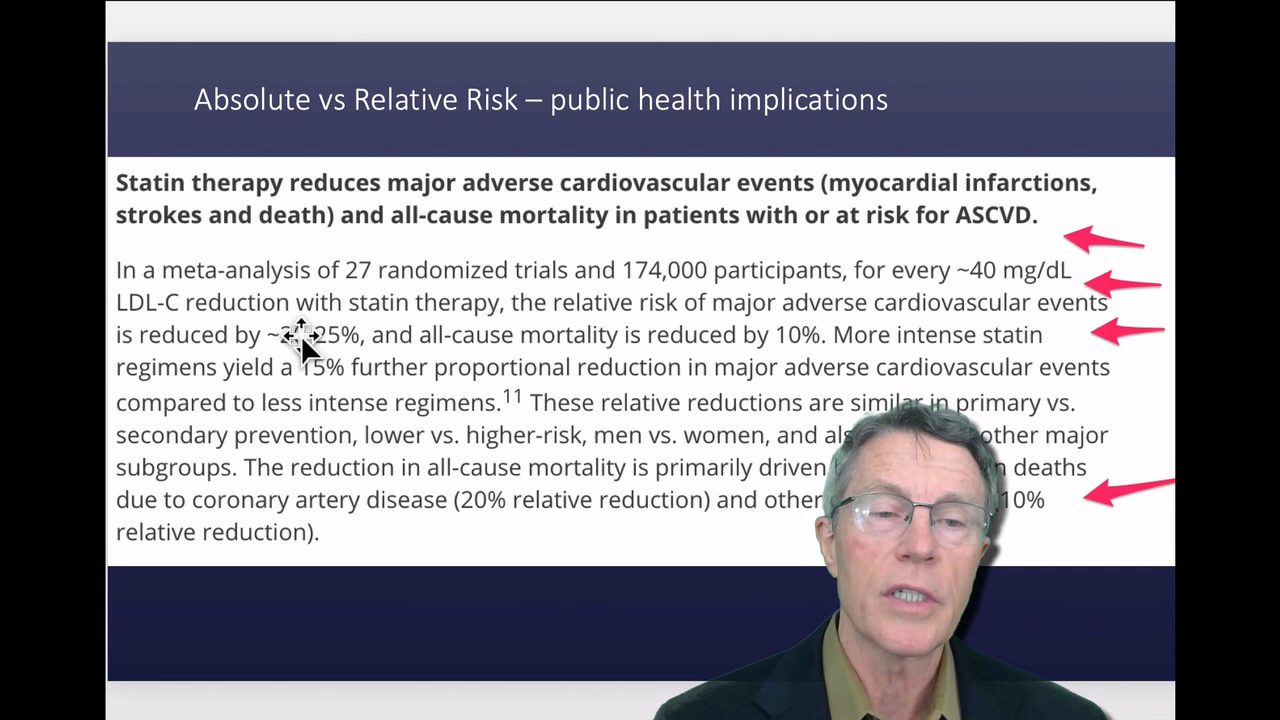 Absolute vs Relative Risk – public health implications
Statin therapy reduces major adverse cardiovascular events (myocardial infarctions,
strokes and death) and all-cause mortality in patients with or at risk for ASCVD.
In a meta-analysis of 27 randomized trials and 174,000 participants, for every ~40 mg/dL
LDL-C reduction with statin therapy, the relative risk of major adverse cardiovascular events
is reduced by 25%, and all-cause mortality is reduced by 10%. More intense statin
regimens yield a 15% further proportional reduction in major adverse cardiovascular events
compared to less intense regimens.11 These relative reductions are similar in primary vs.
secondary prevention, lower vs. higher-risk, men vs. women, and other major
subgroups. The reduction in all-cause mortality is primarily driven deaths
due to coronary artery disease (20% relative reduction) and other (10%
relative reduction).